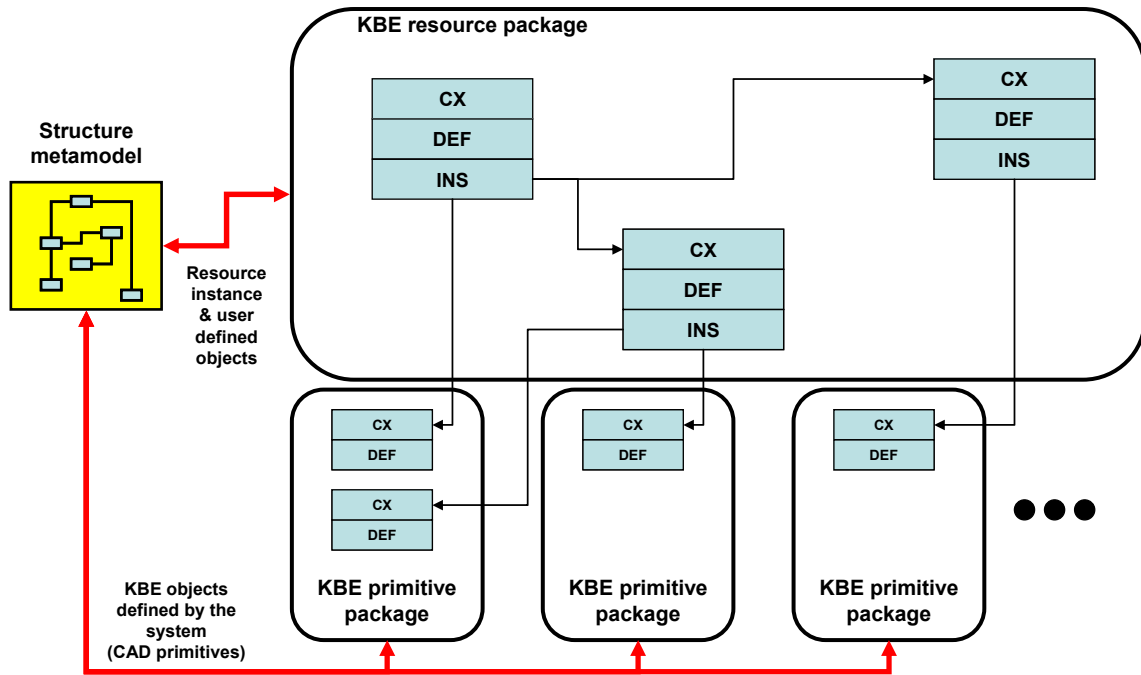 KBE resource package
CX
DEF
INS
CX
DEF
INS
Structure
metamodel
CX
DEF
INS
Resource
instance
& user
defined
objects
CX
DEF
CX
DEF
KBE primitive
package
CX
DEF
KBE primitive
package
CX
DEF
KBE primitive
package
KBE objects
defined by the
system
(CAD primitives)